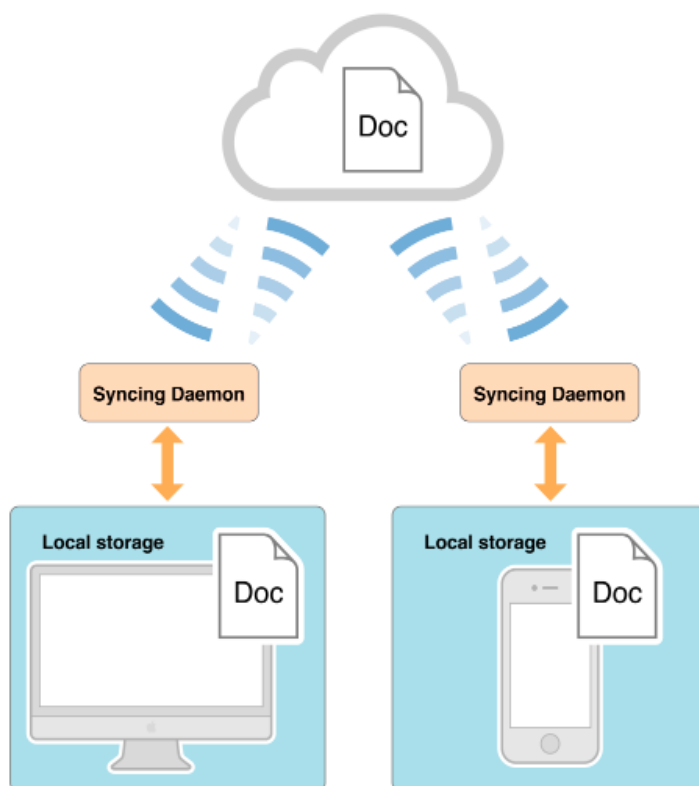 Doc
Syncing Daemon
Syncing Daemon
Local storage
Doc
Local storage
Doc